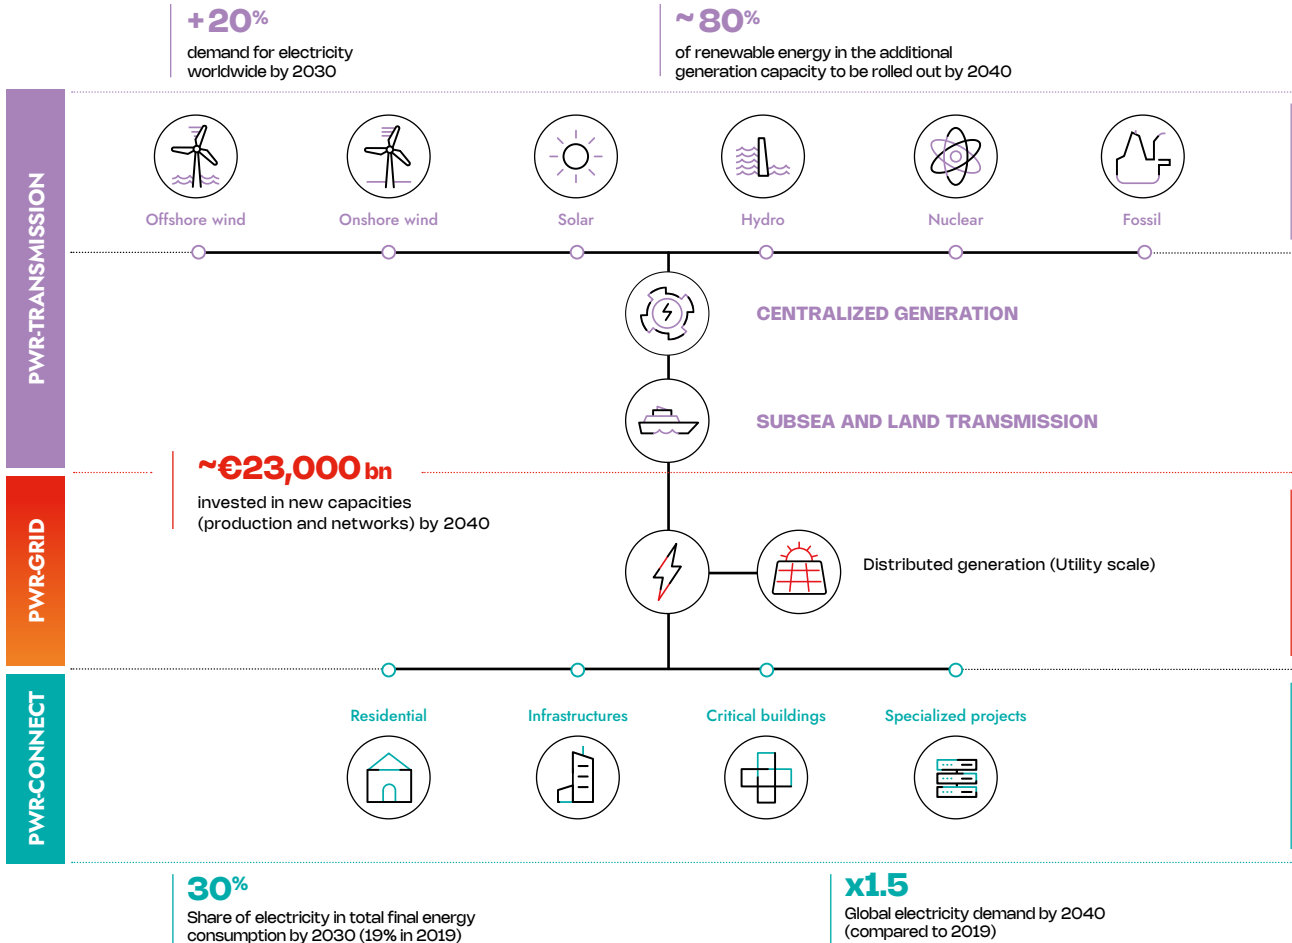 +20%
demand for electricity
worldwide by 2030
~80%
of renewable energy in the additional
generation capacity to be rolled out by 2040
PWR-TRANSMISSION
Offshore wind
Onshore wind
Solar
Hydro
Nuclear
Fossil
CENTRALIZED GENERATION
SUBSEA AND LAND TRANSMISSION
~€23,000 bn
invested in new capacities
(production and networks) by 2040
PWR-GRID
Distributed generation (Utility scale)
PWR-CONNECT
Residential
Infrastructures
Critical buildings
Specialized projects
30%
Share of electricity in total final energy
consumption by 2030 (19% in 2019)
x1.5
Global electricity demand by 2040
(compared to 2019)